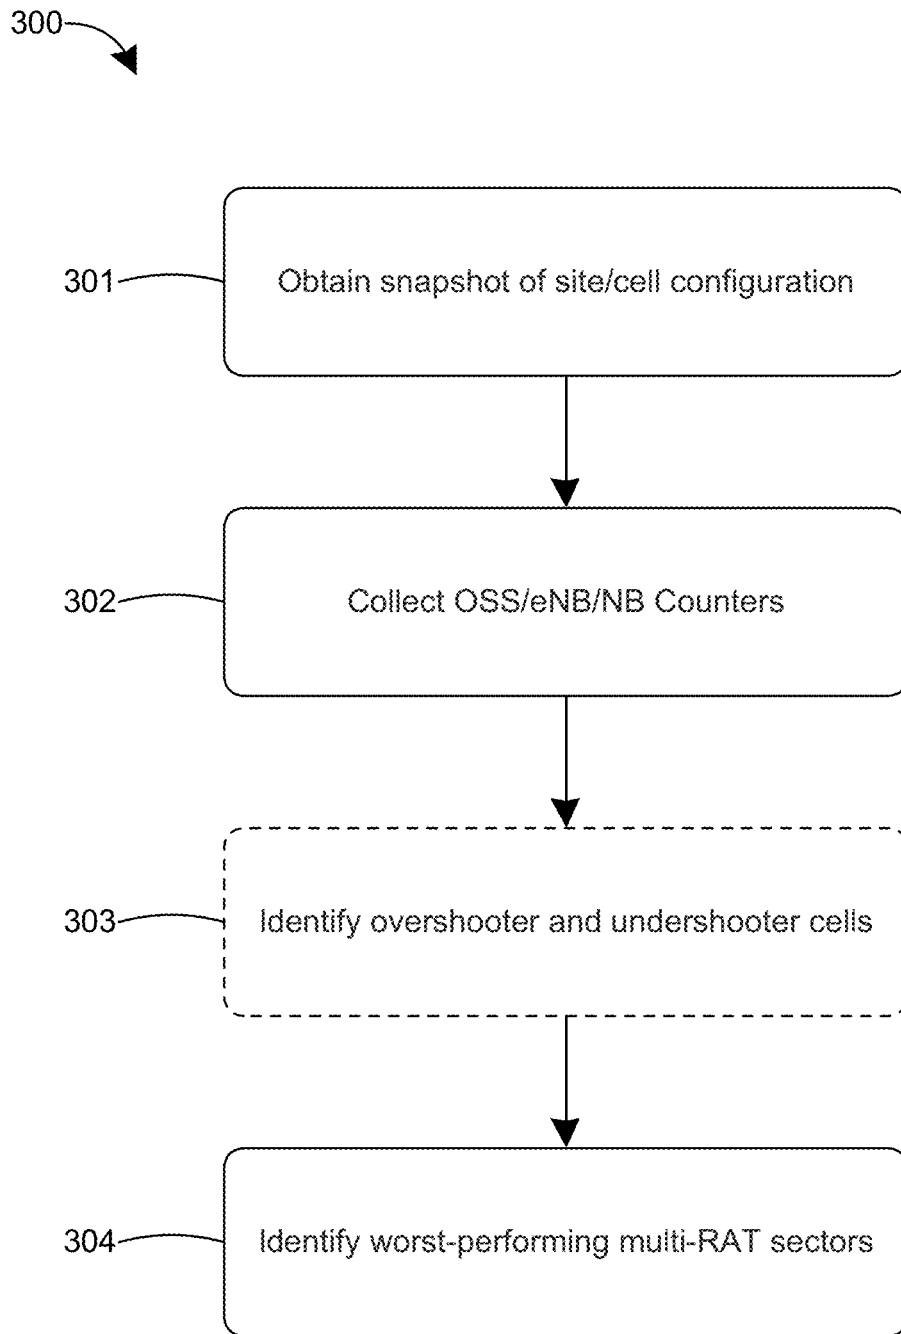 300
301
Obtain snapshot of site/cell configuration
302
Collect OSS/eNB/NB Counters
303
Identify overshooter and undershooter cells
304
Identify worst-performing multi-RAT sectors